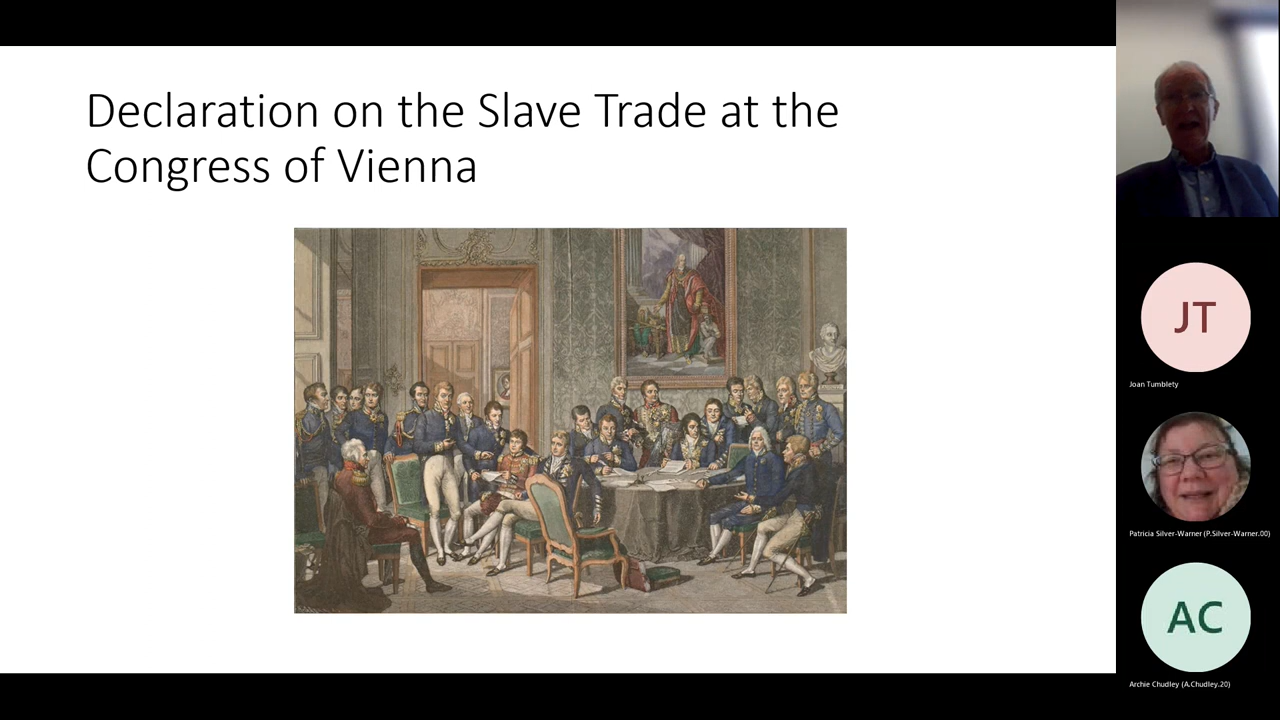 Declaration on the Slave Trade at the
Congress of Vienna
JT
Joan Tumblety
Patricia Silver-Warner (P.Silver-Warner.00)
AC
Archie Chudley (A.Chudley.20)